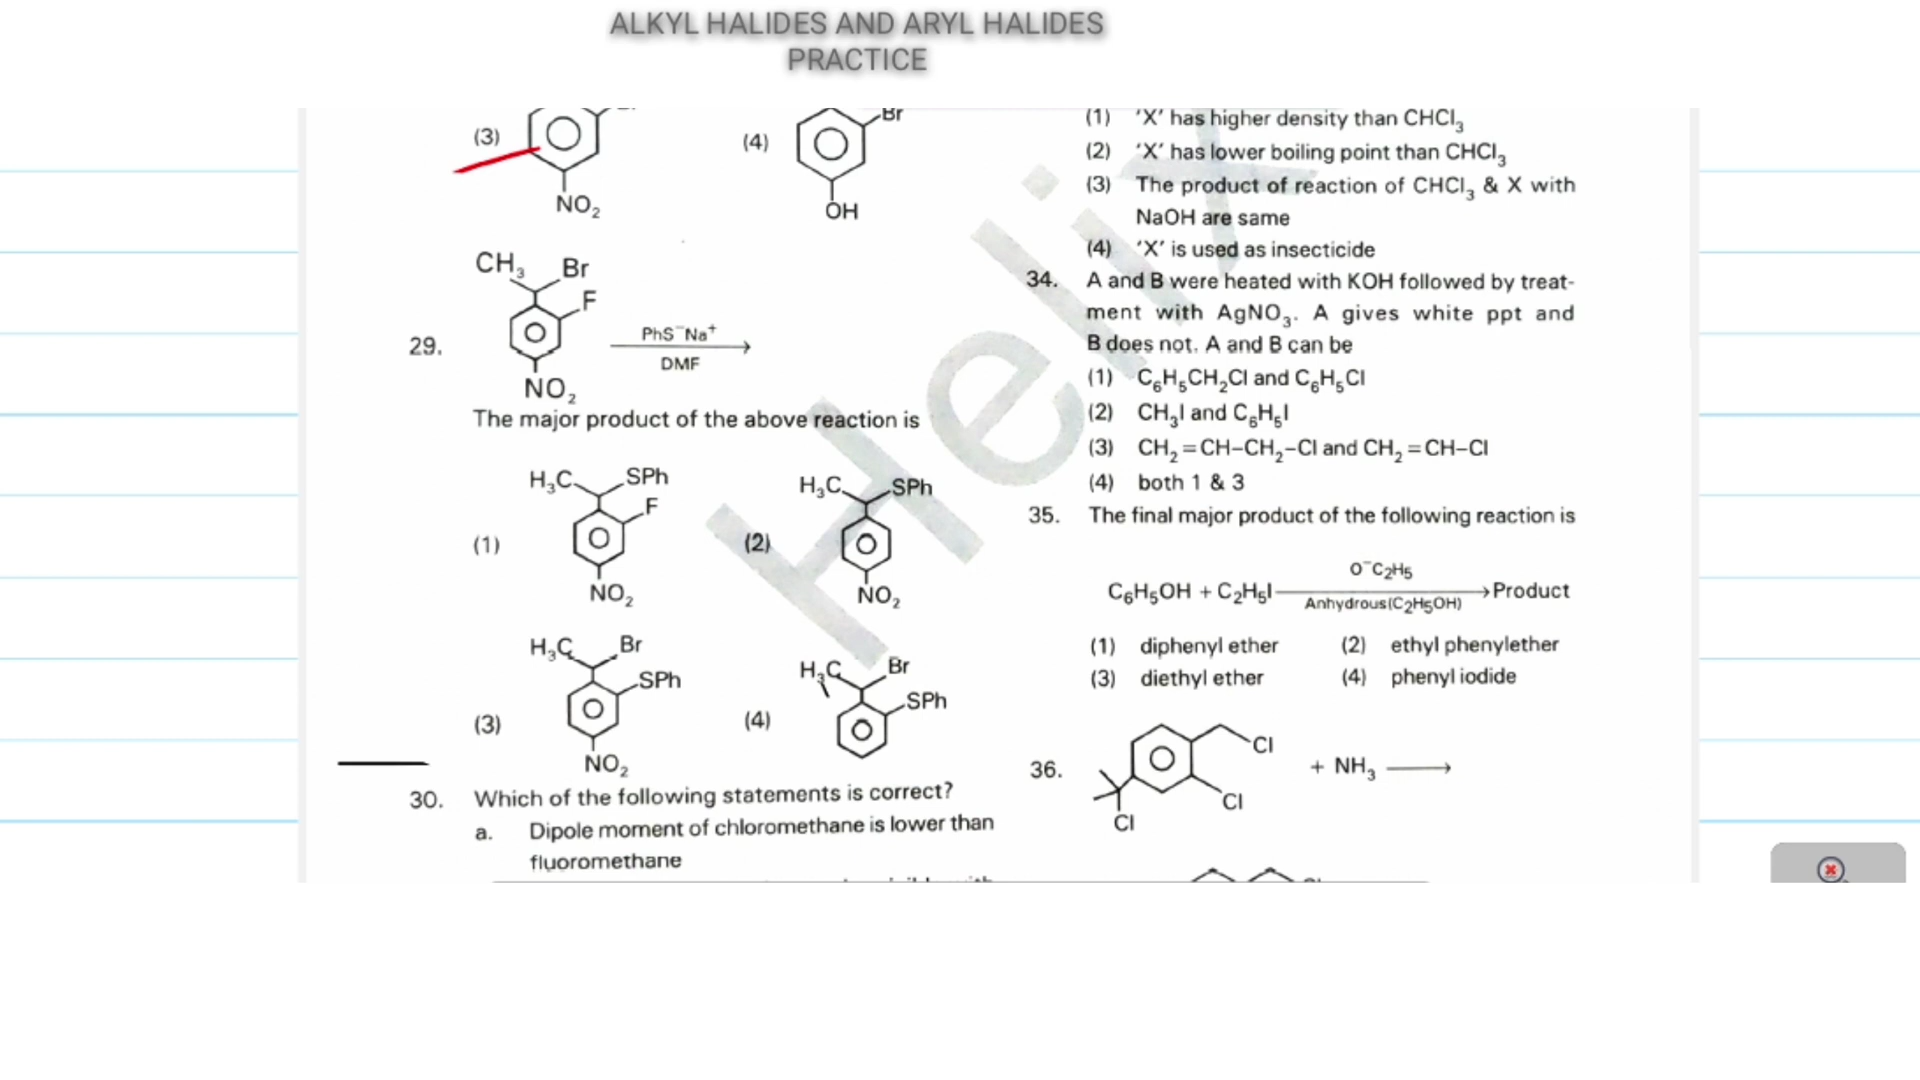 ALKYL HALIDES AND ARYL HALIDES
PRACTICE
(3)
NO₂
(4)
Br
OH
29.
CH₃ Br
F
NO₂
PhS⁻Na⁺
DMF
The major product of the above reaction is
(1)
H₃C SPh
F
NO₂
(2)
H₃C SPh
NO₂
(3)
H₃C Br
SPh
NO₂
(4)
H₃C Br
SPh
30. Which of the following statements is correct?
a. Dipole moment of chloromethane is lower than
fluoromethane
(1) 'X' has higher density than CHCl₃
(2) 'X' has lower boiling point than CHCl₃
(3) The product of reaction of CHCl₃ & X with
NaOH are same
(4) 'X' is used as insecticide
34. A and B were heated with KOH followed by treat-
ment with AgNO₃. A gives white ppt and
B does not. A and B can be
(1) C₆H₅CH₂Cl and C₆H₅Cl
(2) CH₃I and C₆H₅I
(3) CH₂=CH–CH₂–Cl and CH₂=CH–Cl
(4) both 1 & 3
35. The final major product of the following reaction is
C₆H₅OH + C₂H₅I O⁻C₂H₅ Product
Anhydrous(C₂H₅OH)
(1) diphenyl ether (2) ethyl phenylether
(3) diethyl ether (4) phenyl iodide
36.
Cl
Cl
Cl
+ NH₃
Helix